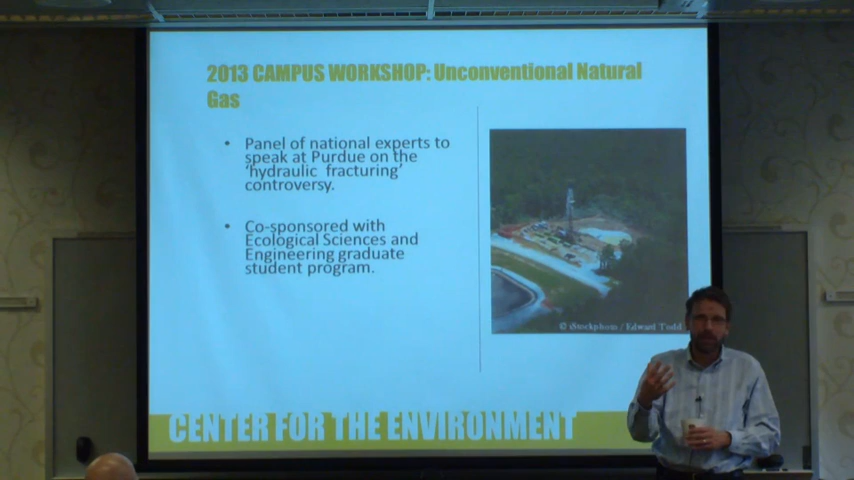 2013 CAMPUS WORKSHOP: Unconventional Natural
Gas
• Panel of national experts to
speak at Purdue on the
'hydraulic fracturing'
controversy.
• Co-sponsored with
Ecological Sciences and
Engineering graduate
student program.
© iStockphoto / Edward Todd
CENTER FOR THE ENVIRONMENT